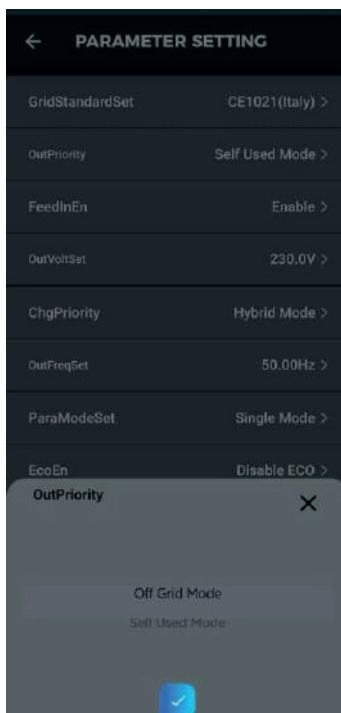 PARAMETER SETTING
GridStandardSet CE1021(Italy) >
OutPriority Self Used Mode >
FeedInEn Enable >
OutVoltSet 230.0V >
ChgPriority Hybrid Mode >
OutFreqSet 50.00Hz >
ParaModeSet Single Mode >
EcoEn Disable ECO >
OutPriority
Off Grid Mode
Self Used Mode